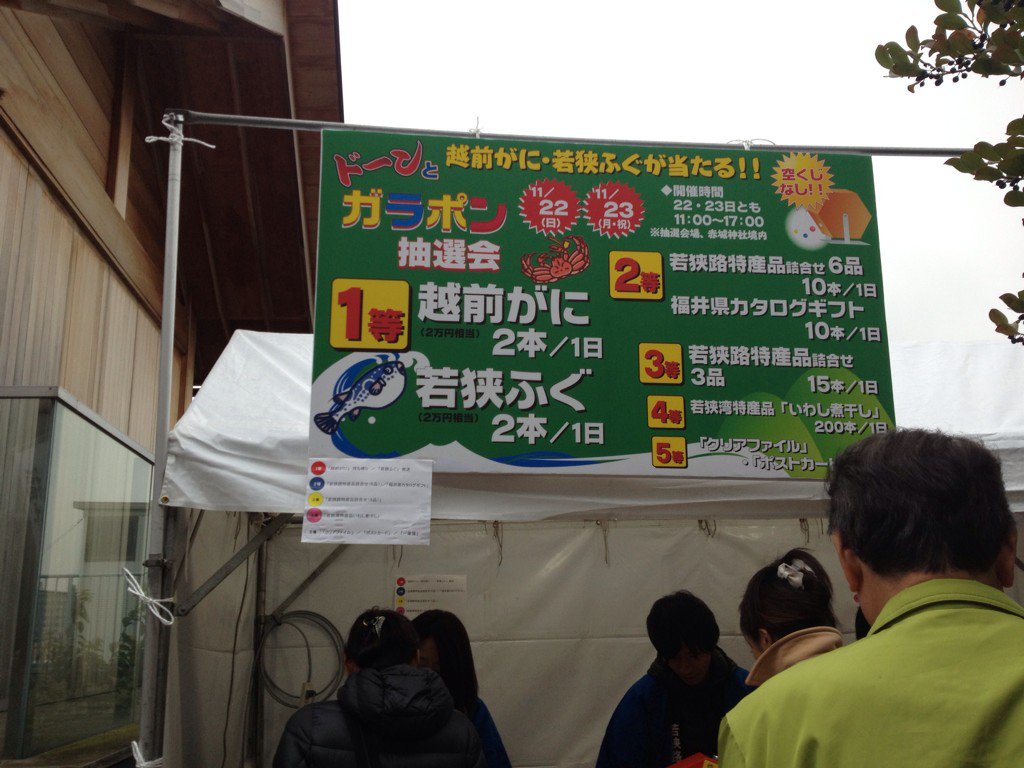 ドーひと
越前がに・若狭ふぐが当たる!!
空くじ
なし!!
ガラポン
抽選会
11/
22
(日)
11/
23
(月・祝)
◆開催時間
22・23日とも
11:00〜17:00
※抽選会場、赤城神社境内
1等
越前がに
(2万円相当)
2本/1日
若狭ふぐ
(2万円相当)
2本/1日
2等
若狭路特産品詰合せ6品
10本/1日
福井県カタログギフト
10本/1日
3等
若狭路特産品詰合せ
3品
15本/1日
4等
若狭湾特産品「いわし煮干し」
200本/1日
5等
「クリアファイル」
・「ポストカー
若狭路